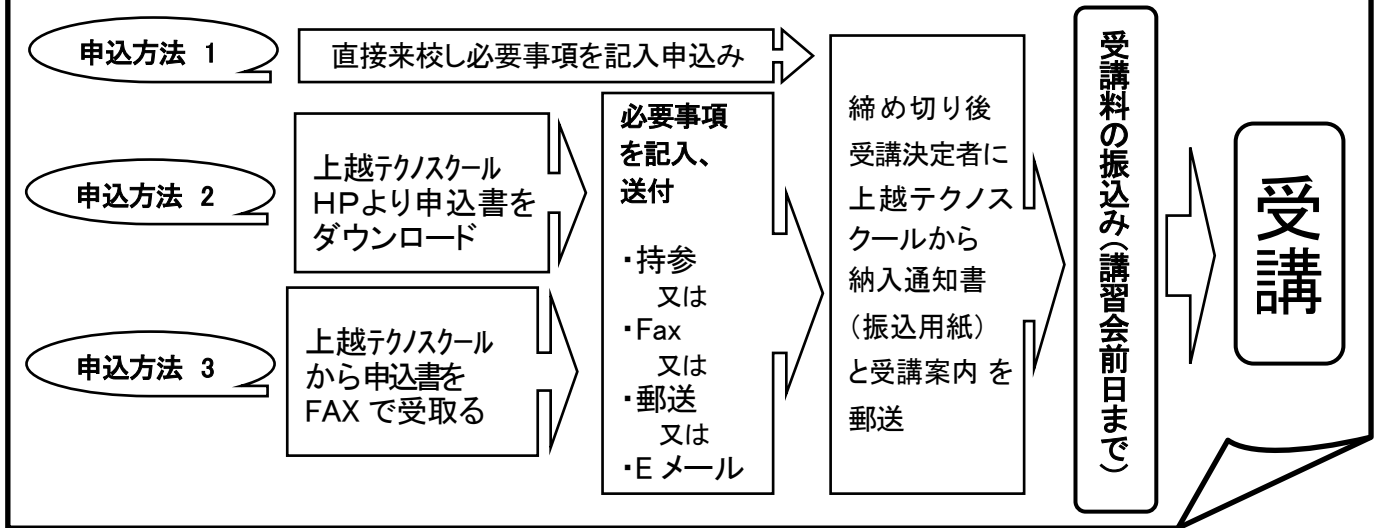 申込方法 1
直接来校し必要事項を記入申込み
申込方法 2
上越ﾃｸﾉｽｸｰﾙ
HPより申込書を
ダウンロード
申込方法 3
上越ﾃｸﾉｽｸｰﾙ
から申込書を
FAX で受取る
必要事項
を記入、
送付
・持参
又は
・Fax
又は
・郵送
又は
・E メール
締め切り後
受講決定者に
上越テクノス
クールから
納入通知書
（振込用紙）
と受講案内 を
郵送
受講料の振込み（講習会前日まで）
受講